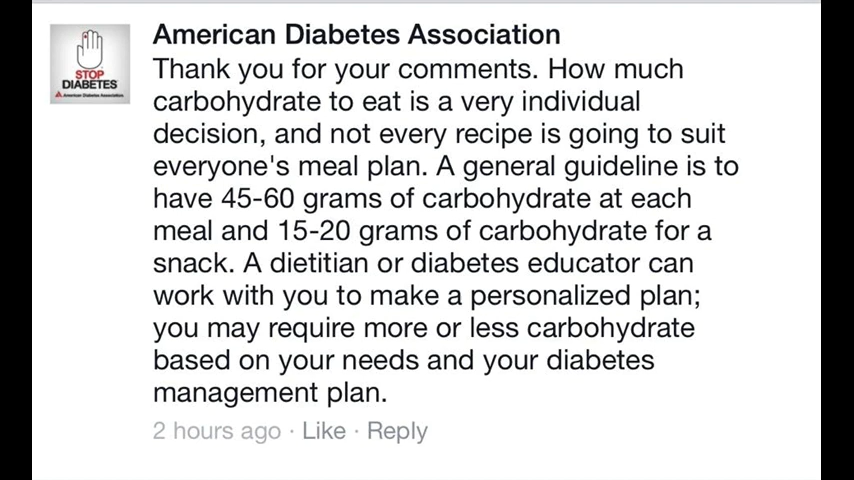 American Diabetes Association
Thank you for your comments. How much
carbohydrate to eat is a very individual
decision, and not every recipe is going to suit
everyone's meal plan. A general guideline is to
have 45-60 grams of carbohydrate at each
meal and 15-20 grams of carbohydrate for a
snack. A dietitian or diabetes educator can
work with you to make a personalized plan;
you may require more or less carbohydrate
based on your needs and your diabetes
management plan.
2 hours ago · Like · Reply
STOP
DIABETES
American Diabetes Association.